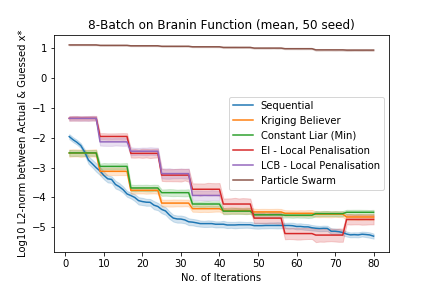 8-Batch on Branin Function (mean, 50 seed)
Log10 L2-norm between Actual & Guessed x*
1
0
−1
−2
−3
−4
−5
Sequential
Kriging Believer
Constant Liar (Min)
EI - Local Penalisation
LCB - Local Penalisation
Particle Swarm
0 10 20 30 40 50 60 70 80
No. of Iterations